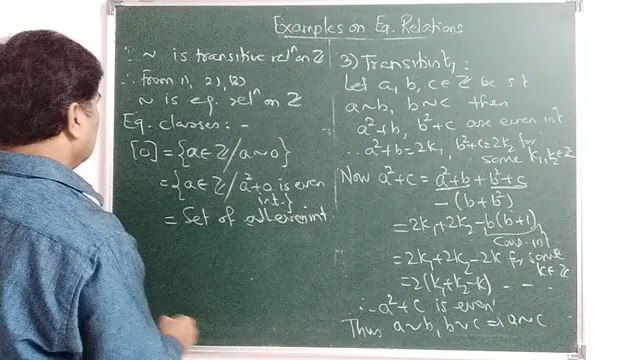 Examples on Eq. Relations
∴ ~ is transitive relⁿ on ℤ
∴ From 1), 2), (3)
~ is eq. relⁿ on ℤ
Eq. classes: -
[0] = {a∈ℤ / a~0}
= {a∈ℤ / a²+0 is even
int.}
= Set of all even int
3) Transitivity:
Let a, b, c ∈ ℤ be s.t
a~b, b~c then
a²+b, b²+c are even int
∴ a²+b = 2k₁, b²+c = 2k₂ for
some k₁, k₂∈ℤ
Now a²+c = a²+b + b²+c
- (b+b²)
= 2k₁+2k₂ - b(b+1)
Cons. int
= 2k₁+2k₂-2k for some
k∈ℤ
= 2(k₁+k₂-k) - - -
∴ a²+c is even
Thus a~b, b~c ⇒ a~c